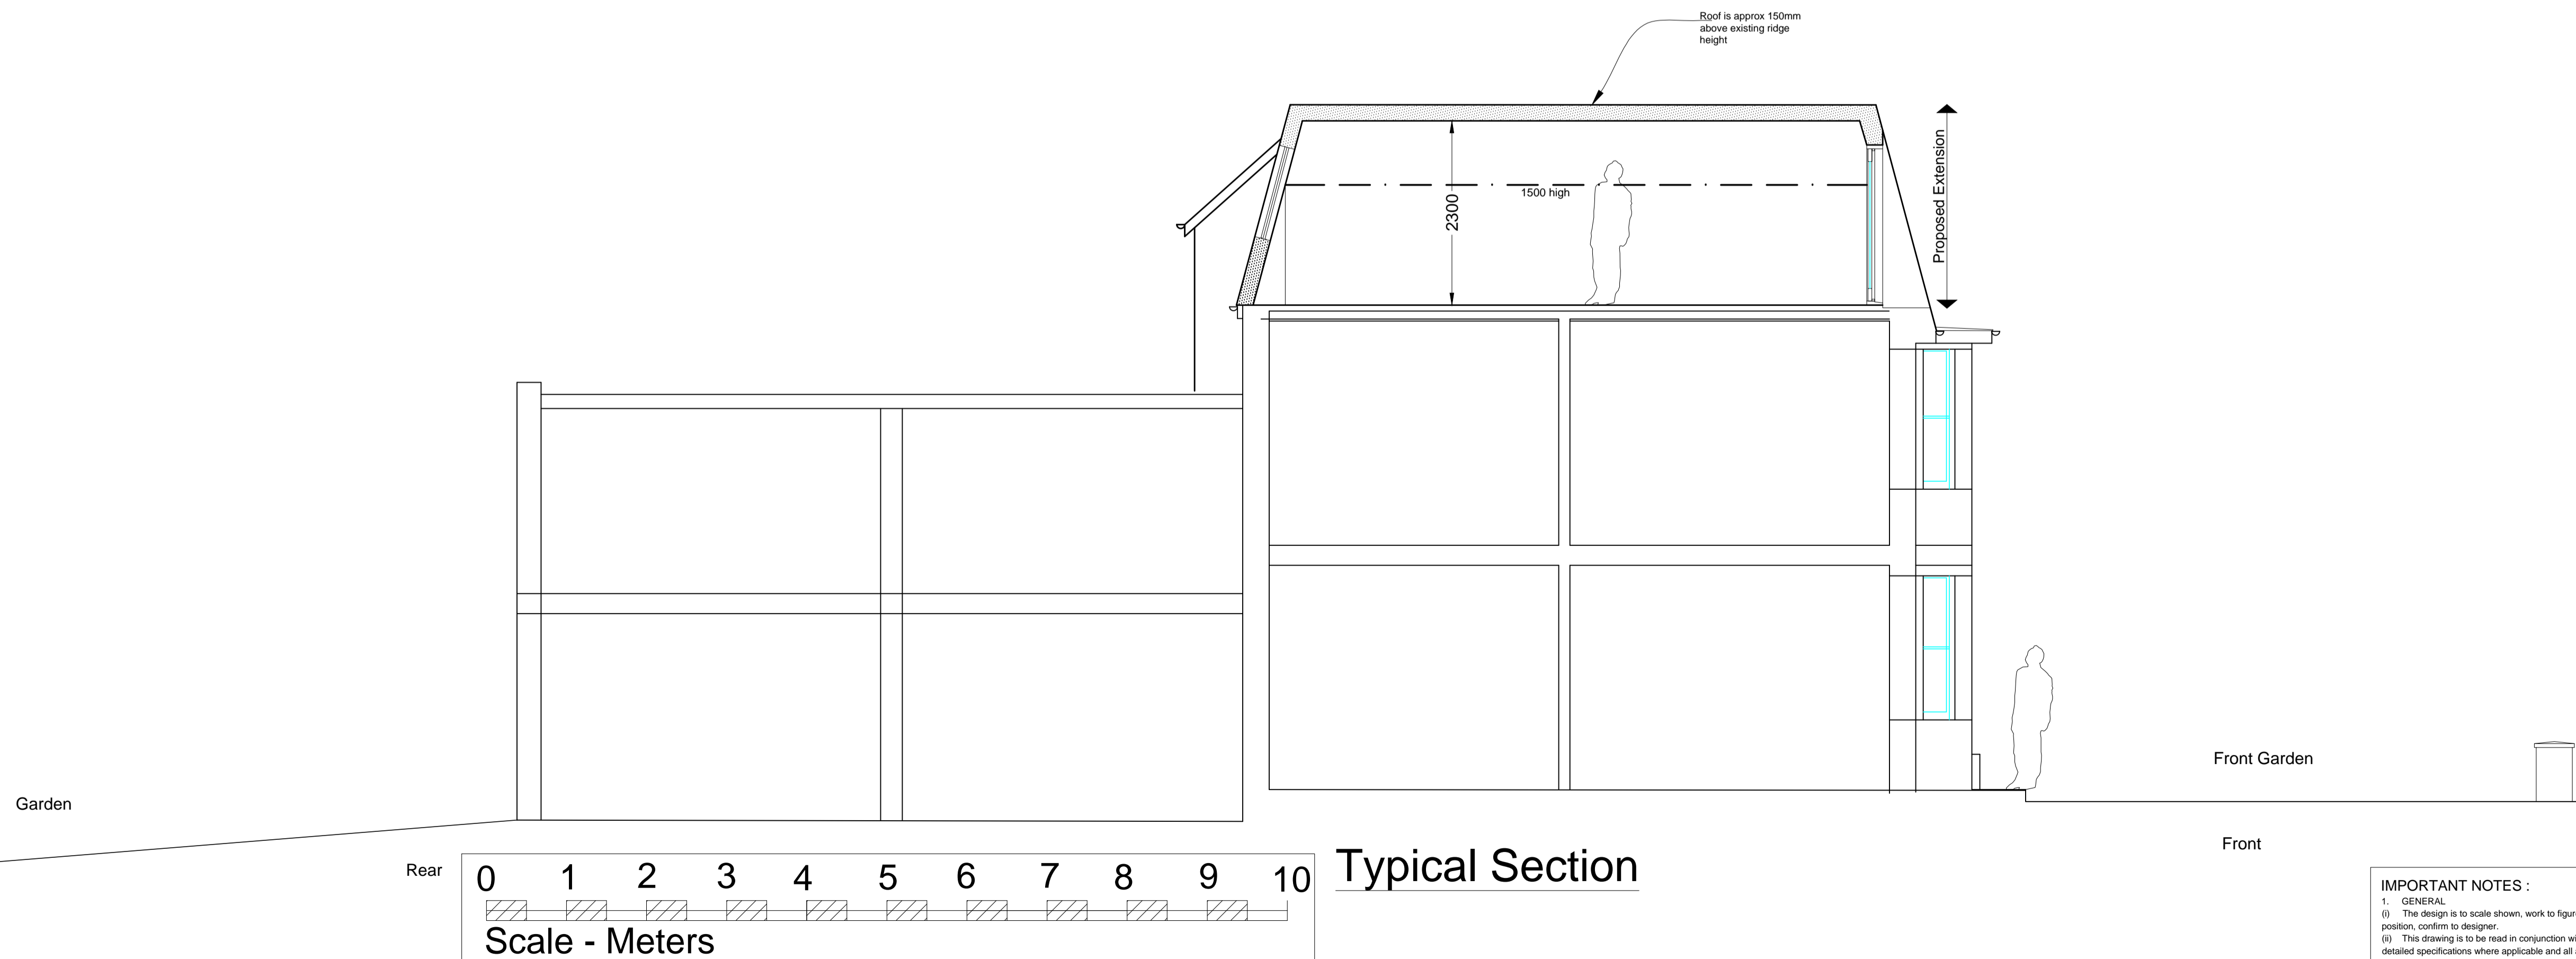 Roof is approx 150mm
above existing ridge
height
Proposed Extension
1500 high
2300
Garden
Front Garden
Front
Rear
0 1 2 3 4 5 6 7 8 9 10
Scale - Meters
Typical Section
IMPORTANT NOTES :
1. GENERAL
(i) The design is to scale shown, work to
position, confirm to designer.
(ii) This drawing is to be read in conjunction
detailed specifications where applicable and all